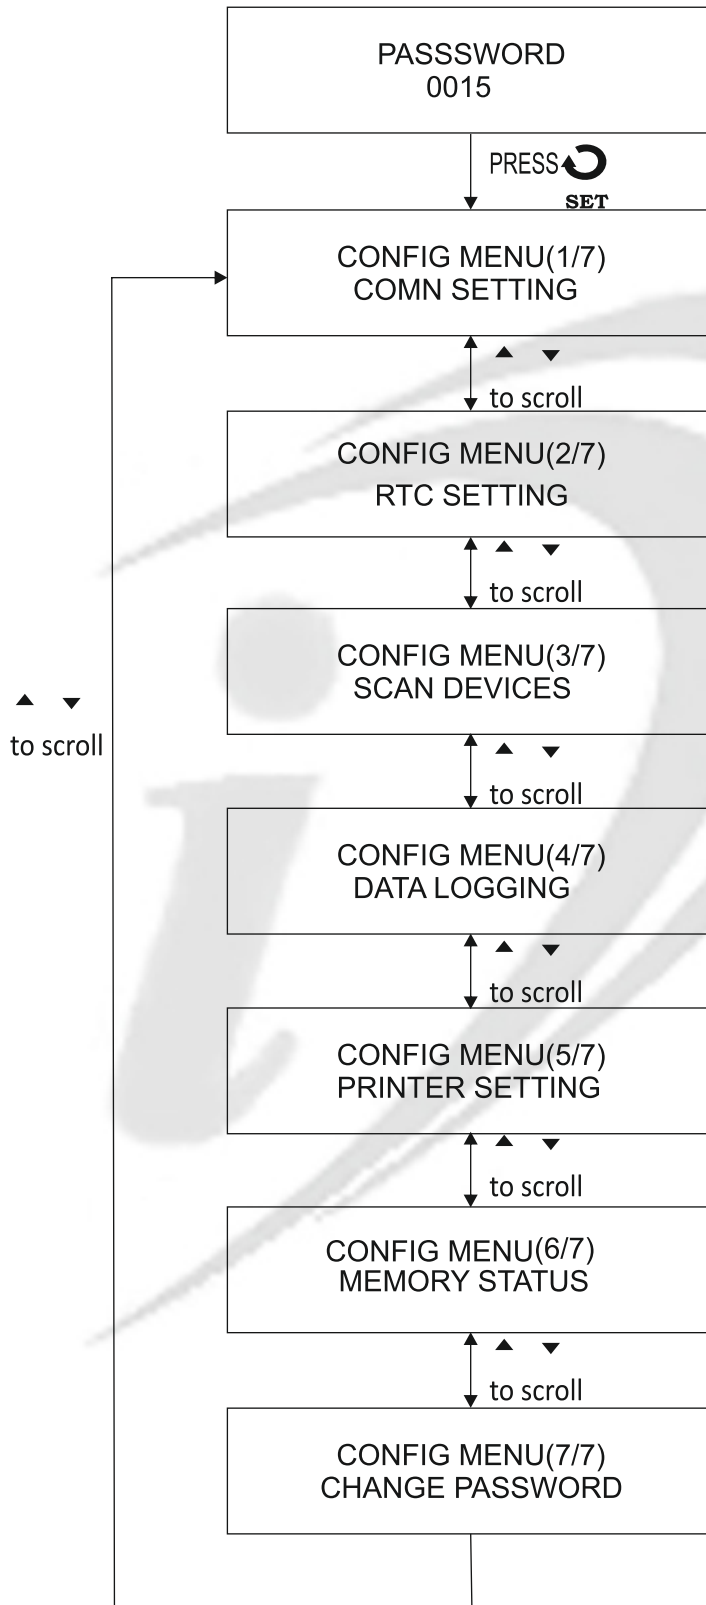 PASSSWORD
0015
PRESS
SET
CONFIG MENU(1/7)
COMN SETTING
to scroll
CONFIG MENU(2/7)
RTC SETTING
to scroll
CONFIG MENU(3/7)
SCAN DEVICES
to scroll
to scroll
CONFIG MENU(4/7)
DATA LOGGING
to scroll
CONFIG MENU(5/7)
PRINTER SETTING
to scroll
CONFIG MENU(6/7)
MEMORY STATUS
to scroll
CONFIG MENU(7/7)
CHANGE PASSWORD